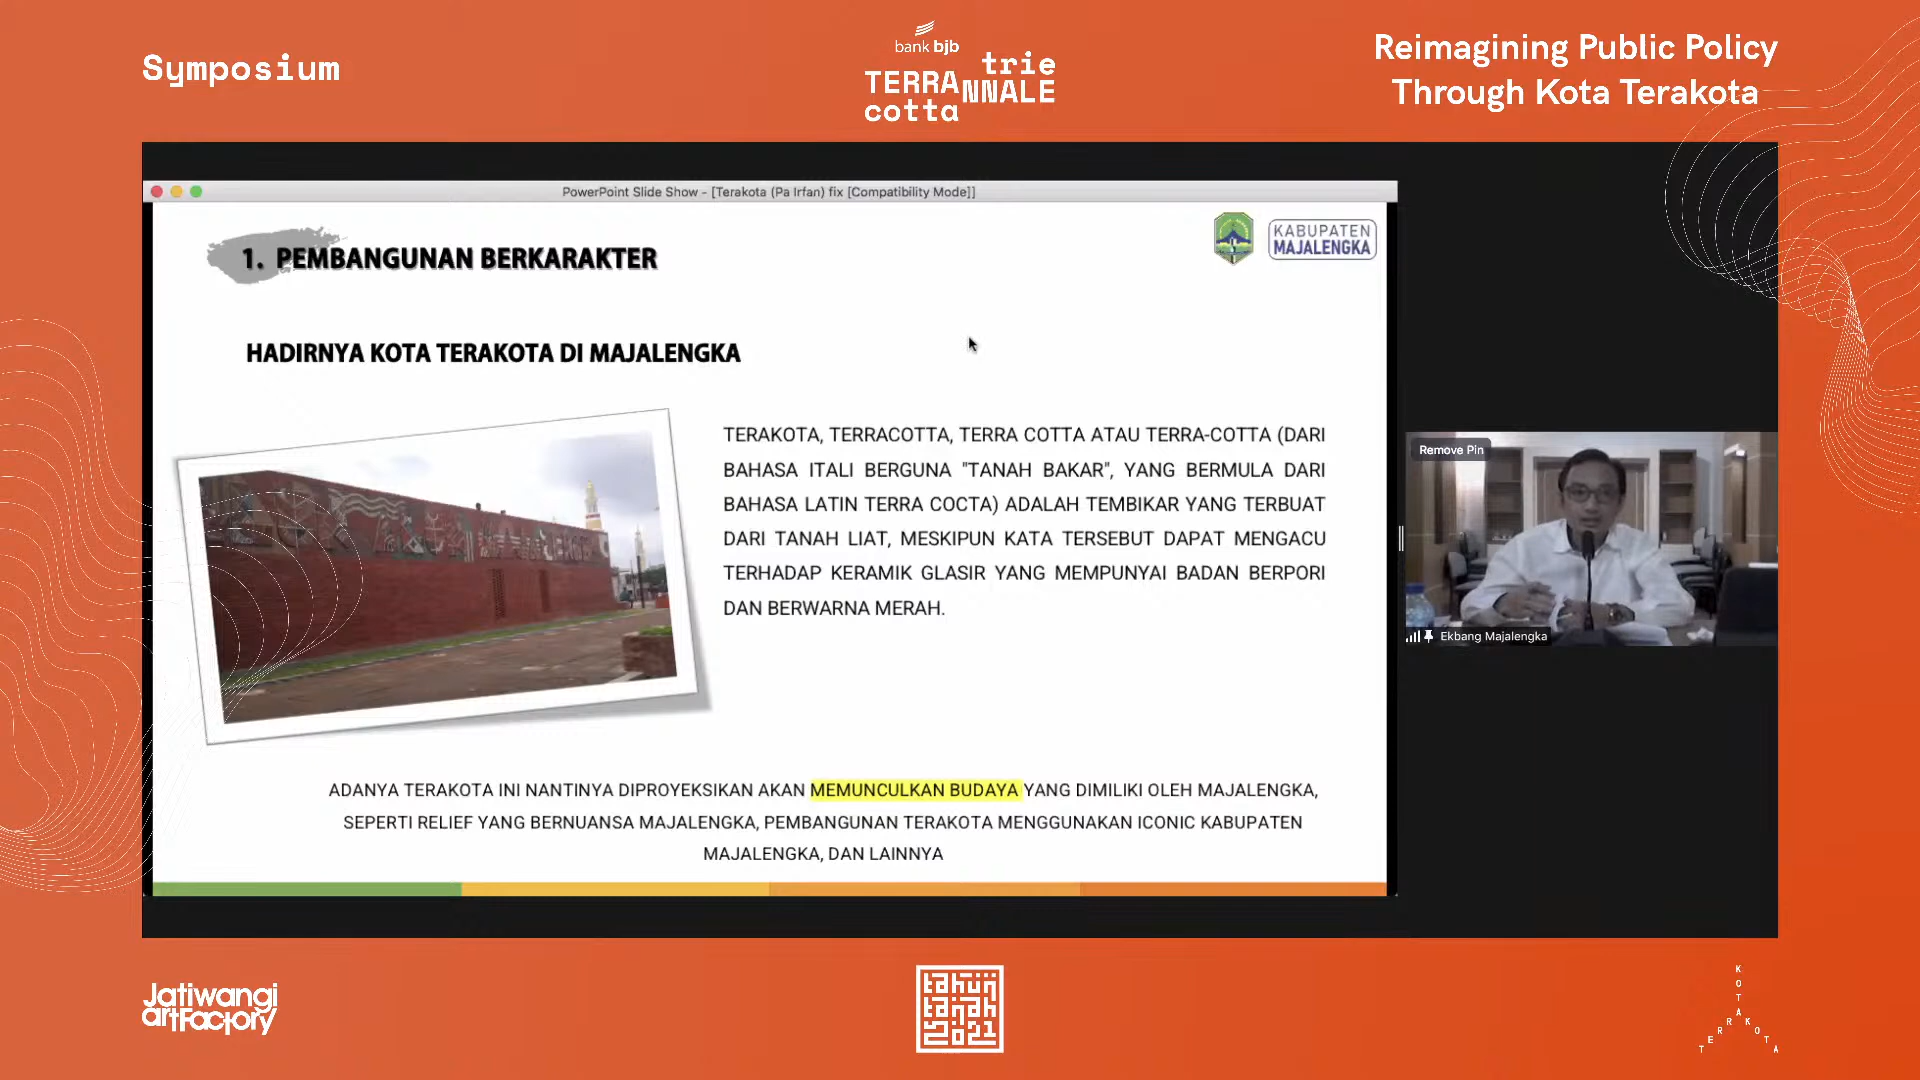 Symposium
bank bjb
TERRA
cotta
trie
NNALE
Reimagining Public Policy
Through Kota Terakota
PowerPoint Slide Show - [Terakota (Pa Irfan) fix [Compatibility Mode]]
1. PEMBANGUNAN BERKARAKTER
KABUPATEN
MAJALENGKA
HADIRNYA KOTA TERAKOTA DI MAJALENGKA
TERAKOTA, TERRACOTTA, TERRA COTTA ATAU TERRA-COTTA (DARI
BAHASA ITALI BERGUNA "TANAH BAKAR", YANG BERMULA DARI
BAHASA LATIN TERRA COCTA) ADALAH TEMBIKAR YANG TERBUAT
DARI TANAH LIAT, MESKIPUN KATA TERSEBUT DAPAT MENGACU
TERHADAP KERAMIK GLASIR YANG MEMPUNYAI BADAN BERPORI
DAN BERWARNA MERAH.
ADANYA TERAKOTA INI NANTINYA DIPROYEKSIKAN AKAN MEMUNCULKAN BUDAYA YANG DIMILIKI OLEH MAJALENGKA,
SEPERTI RELIEF YANG BERNUANSA MAJALENGKA, PEMBANGUNAN TERAKOTA MENGGUNAKAN ICONIC KABUPATEN
MAJALENGKA, DAN LAINNYA
Remove Pin
Ekbang Majalengka
Jatiwangi
artFactory
tahun
tanah
2021
KOTA
TERRAKOTA